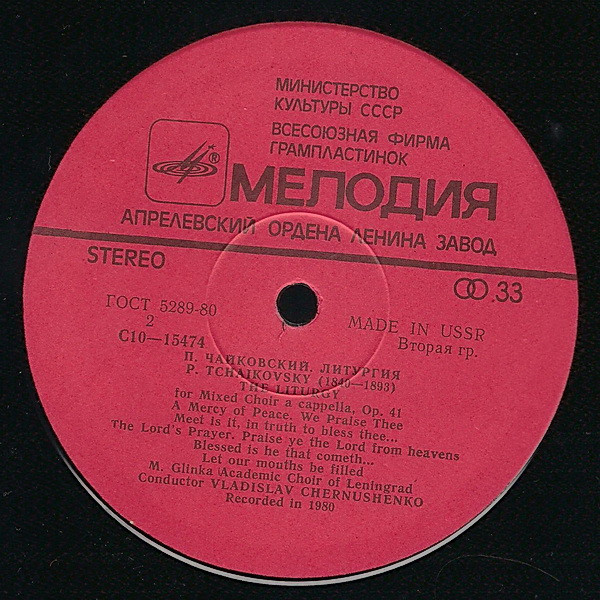 МИНИСТЕРСТВО
КУЛЬТУРЫ СССР
ВСЕСОЮЗНАЯ ФИРМА
ГРАМПЛАСТИНОК
®
МЕЛОДИЯ
АПРЕЛЕВСКИЙ ОРДЕНА ЛЕНИНА ЗАВОД
STEREO
33
ГОСТ 5289-80
2
С10—15474
MADE IN USSR
Вторая гр.
П. ЧАЙКОВСКИЙ. ЛИТУРГИЯ
P. TCHAIKOVSKY (1840—1893)
THE LITURGY
for Mixed Choir a cappella, Op. 41
A Mercy of Peace. We Praise Thee
Meet is it, in truth to bless thee...
The Lord's Prayer. Praise ye the Lord from heavens
Blessed is he that cometh...
Let our mouths be filled
M. Glinka Academic Choir of Leningrad
Conductor VLADISLAV CHERNUSHENKO
Recorded in 1980